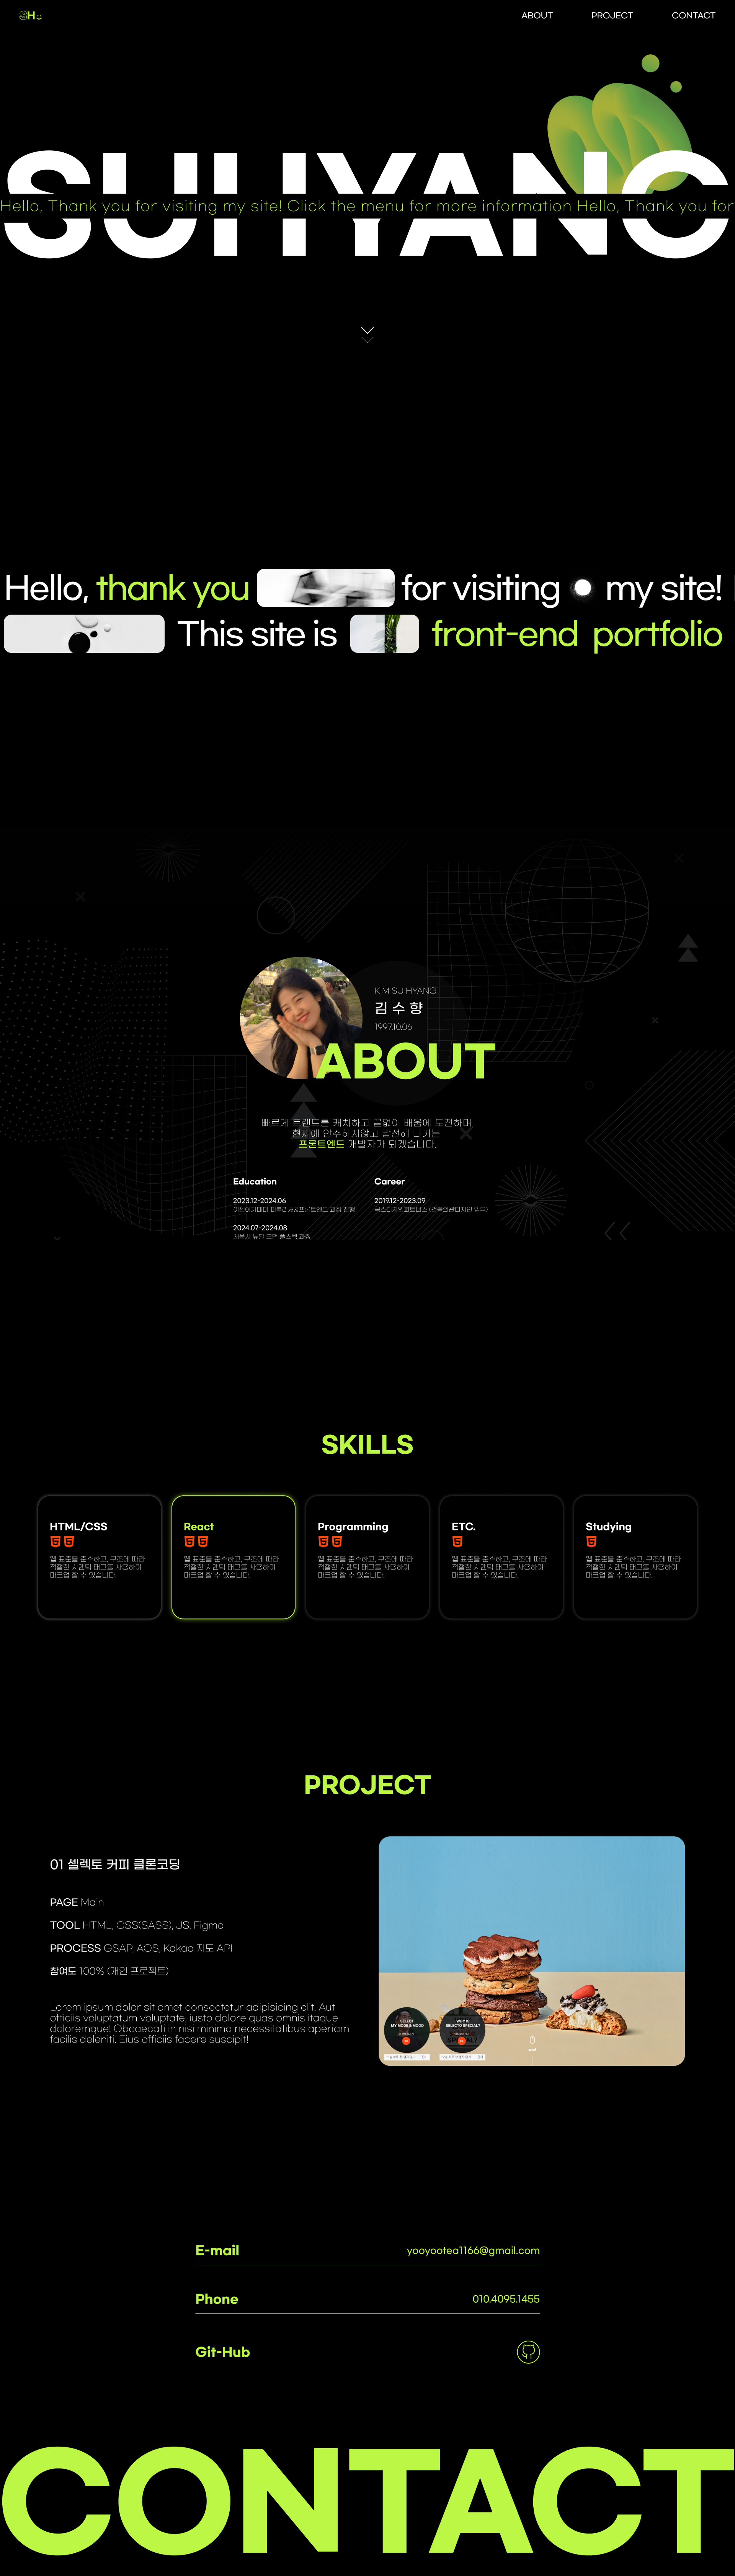 SH
ABOUT PROJECT CONTACT
SUHYANG
Hello, Thank you for visiting my site! Click the menu for more information Hello, Thank you for
Hello, thank you for visiting my site!
This site is front-end portfolio
KIM SU HYANG
김 수 향
1997.10.06
ABOUT
빠르게 트렌드를 캐치하고 끝없이 배움에 도전하며,
현재에 안주하지않고 발전해 나가는
프론트엔드 개발자가 되겠습니다.
Education
2023.12-2024.06
이젠아카데미 퍼블리셔&프론트엔드 과정 진행
2024.07-2024.08
서울시 뉴딜 모던 풀스택 과정
Career
2019.12-2023.09
(건축외관디자인 업무)
SKILLS
HTML/CSS
웹 표준을 준수하고, 구조에 따라
적절한 시맨틱 태그를 사용하여
마크업 할 수 있습니다.
React
웹 표준을 준수하고, 구조에 따라
적절한 시맨틱 태그를 사용하여
마크업 할 수 있습니다.
Programming
웹 표준을 준수하고, 구조에 따라
적절한 시맨틱 태그를 사용하여
마크업 할 수 있습니다.
ETC.
웹 표준을 준수하고, 구조에 따라
적절한 시맨틱 태그를 사용하여
마크업 할 수 있습니다.
Studying
웹 표준을 준수하고, 구조에 따라
적절한 시맨틱 태그를 사용하여
마크업 할 수 있습니다.
PROJECT
01 셀렉토 커피 클론코딩
PAGE Main
TOOL HTML, CSS(SASS), JS, Figma
PROCESS GSAP, AOS, Kakao 지도 API
참여도 100% (개인 프로젝트)
Lorem ipsum dolor sit amet consectetur adipisicing elit. Aut
officiis voluptatum voluptate, iusto dolore quas omnis itaque
doloremque! Obcaecati in nisi minima necessitatibus aperiam
facilis deleniti. Eius officiis facere suscipit!
SELECT
MY MODE & MOOD
WHY IS
SELECTO SPECIAL?
scroll
E-mail yooyootea1166@gmail.com
Phone 010.4095.1455
Git-Hub
CONTACT